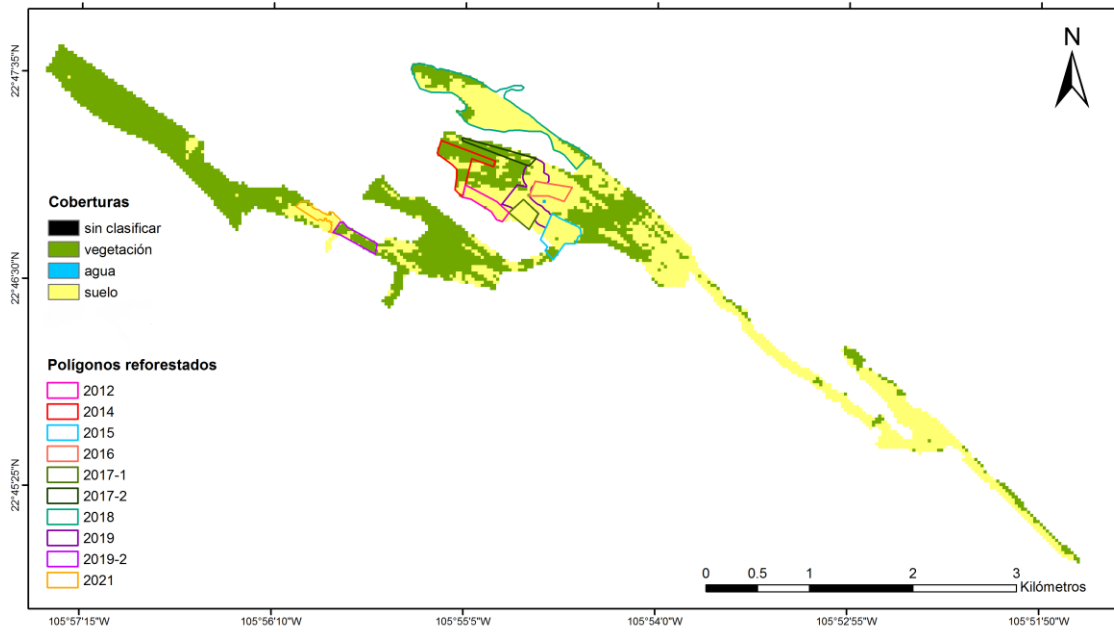 N
22°47'35"N
22°46'30"N
22°45'25"N
Coberturas
sin clasificar
vegetación
agua
suelo
Polígonos reforestados
2012
2014
2015
2016
2017-1
2017-2
2018
2019
2019-2
2021
0 0.5 1 2 3
Kilómetros
105°57'15"W 105°56'10"W 105°55'5"W 105°54'0"W 105°52'55"W 105°51'50"W